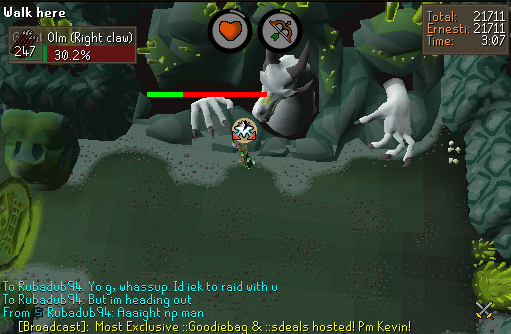 Walk here
Olm (Right claw)
247
30.2%
Total: 21711
Ernesti: 21711
Time: 3:07
To Rubadub94: Yo g, whassup. Id iek to raid with u
To Rubadub94: But im heading out
From $ Rubadub94: Aaaight np man
[Broadcast]: Most Exclusive ::Goodiebag & ::sdeals hosted! Pm Kevin!